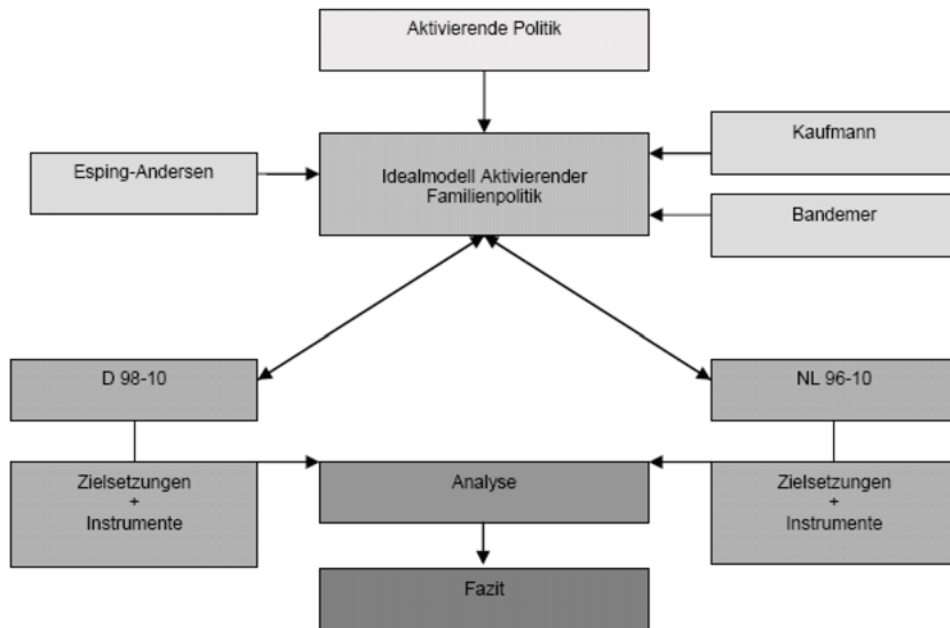 Aktivierende Politik
Kaufmann
Esping-Andersen
Idealmodell Aktivierender
Familienpolitik
Bandemer
D 98-10
NL 96-10
Zielsetzungen
+
Instrumente
Analyse
Zielsetzungen
+
Instrumente
Fazit